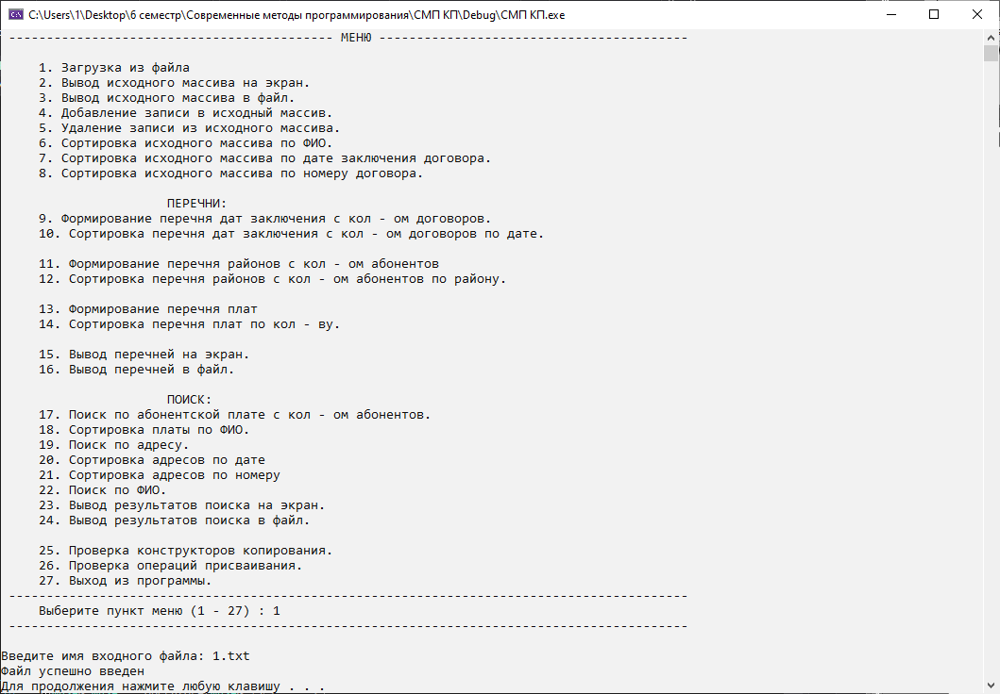 C:\Users\1\Desktop\6 семестр\Современные методы программирования\СМП КП\Debug\СМП КП.exe
------------------------------------------- МЕНЮ -----------------------------------------
1. Загрузка из файла
2. Вывод исходного массива на экран.
3. Вывод исходного массива в файл.
4. Добавление записи в исходный массив.
5. Удаление записи из исходного массива.
6. Сортировка исходного массива по ФИО.
7. Сортировка исходного массива по дате заключения договора.
8. Сортировка исходного массива по номеру договора.
ПЕРЕЧНИ:
9. Формирование перечня дат заключения с кол - ом договоров.
10. Сортировка перечня дат заключения с кол - ом договоров по дате.
11. Формирование перечня районов с кол - ом абонентов
12. Сортировка перечня районов с кол - ом абонентов по району.
13. Формирование перечня плат
14. Сортировка перечня плат по кол - ву.
15. Вывод перечней на экран.
16. Вывод перечней в файл.
ПОИСК:
17. Поиск по абонентской плате с кол - ом абонентов.
18. Сортировка платы по ФИО.
19. Поиск по адресу.
20. Сортировка адресов по дате
21. Сортировка адресов по номеру
22. Поиск по ФИО.
23. Вывод результатов поиска на экран.
24. Вывод результатов поиска в файл.
25. Проверка конструкторов копирования.
26. Проверка операций присваивания.
27. Выход из программы.
------------------------------------------------------------------------------------------
Выберите пункт меню (1 - 27) : 1
------------------------------------------------------------------------------------------
Введите имя входного файла: 1.txt
Файл успешно введен
Для продолжения нажмите любую клавишу . . .